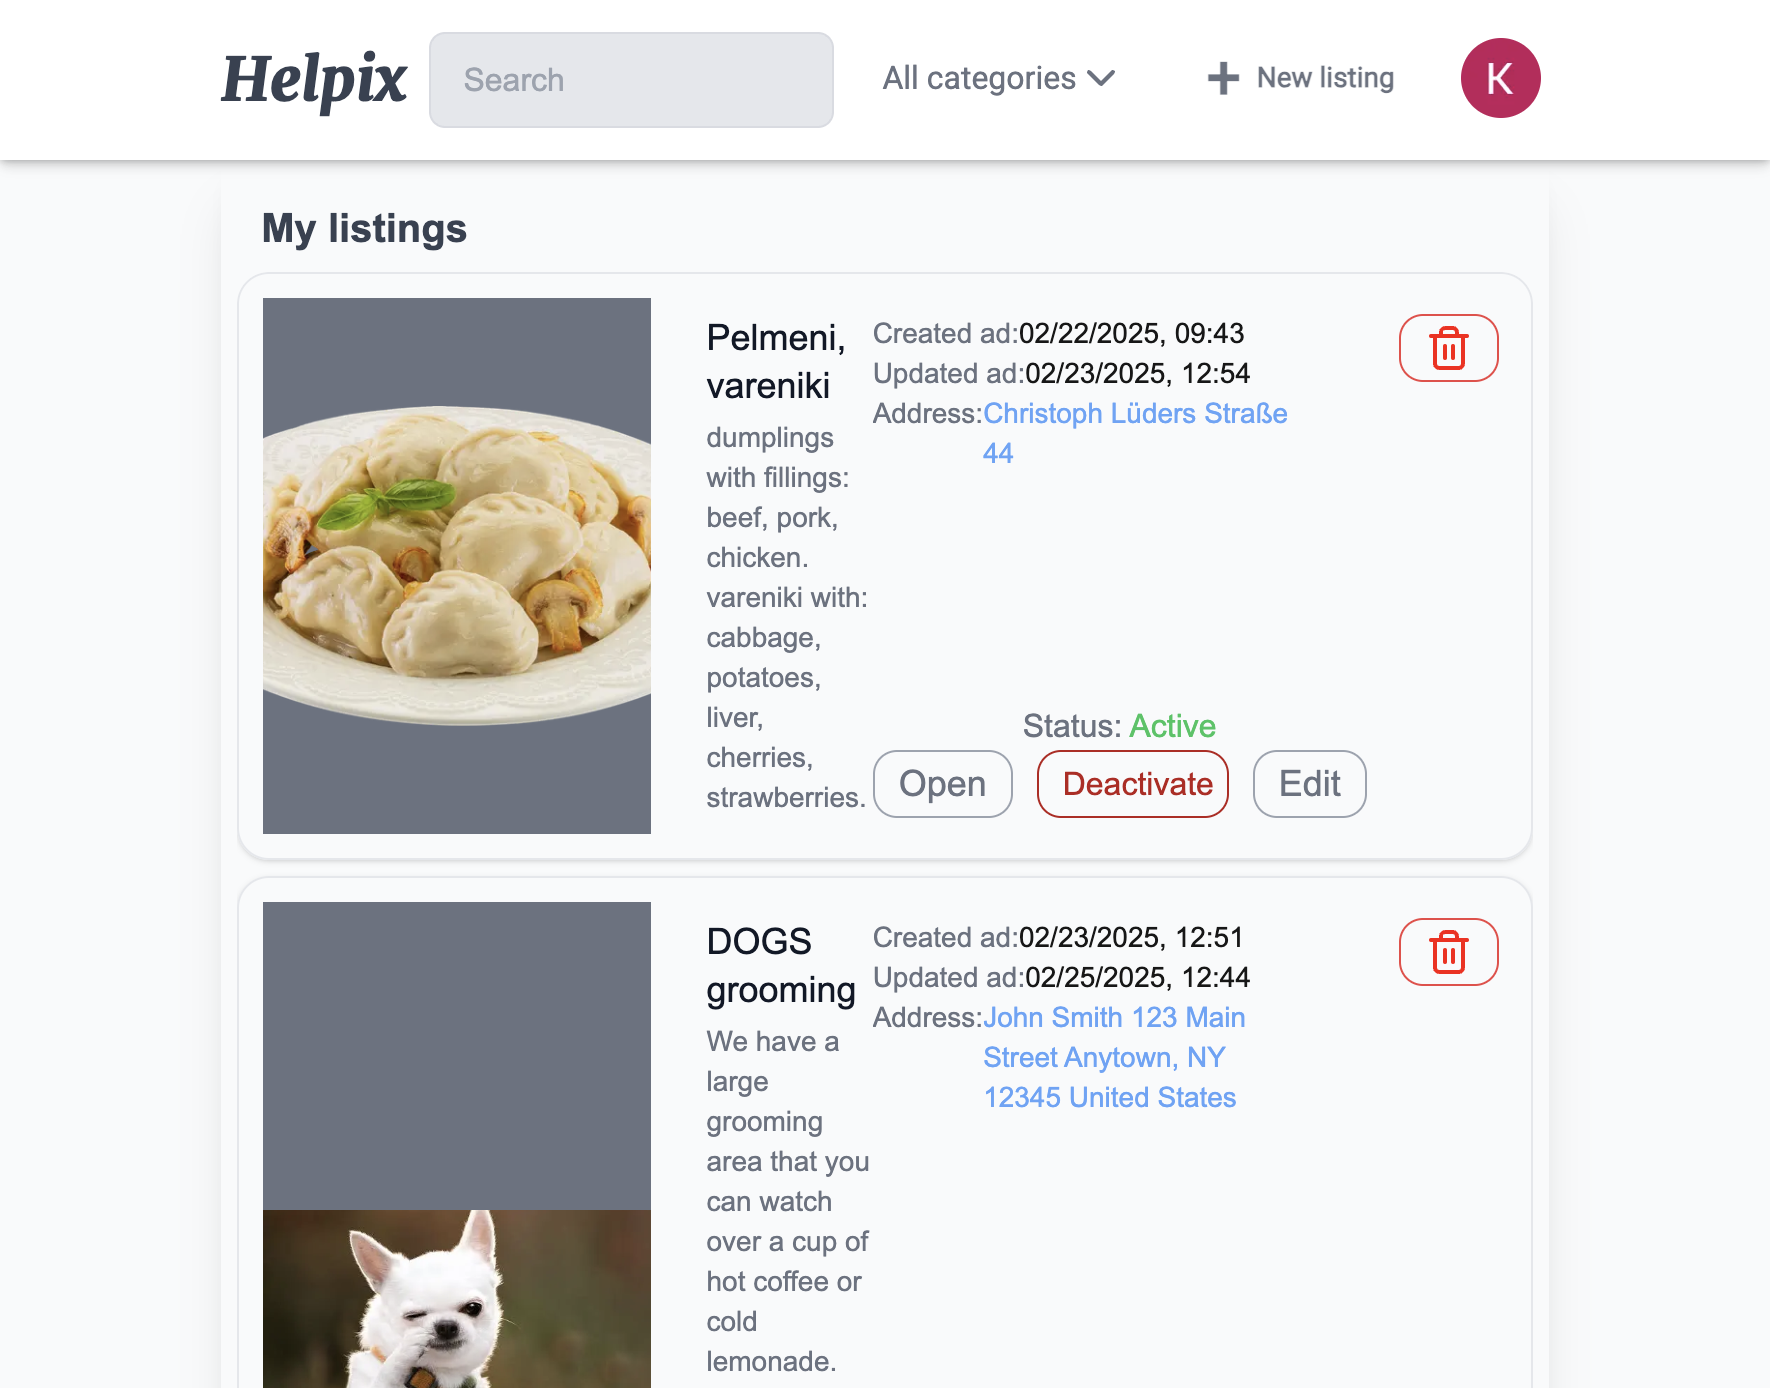 Helpix
Search
All categories
New listing
K
My listings
Pelmeni,
vareniki
dumplings
with fillings:
beef, pork,
chicken.
vareniki with:
cabbage,
potatoes,
liver,
cherries,
strawberries.
Created ad:02/22/2025, 09:43
Updated ad:02/23/2025, 12:54
Address:Christoph Lüders Straße
44
Status: Active
Open
Deactivate
Edit
DOGS
grooming
We have a
large
grooming
area that you
can watch
over a cup of
hot coffee or
cold
lemonade.
Created ad:02/23/2025, 12:51
Updated ad:02/25/2025, 12:44
Address:John Smith 123 Main
Street Anytown, NY
12345 United States